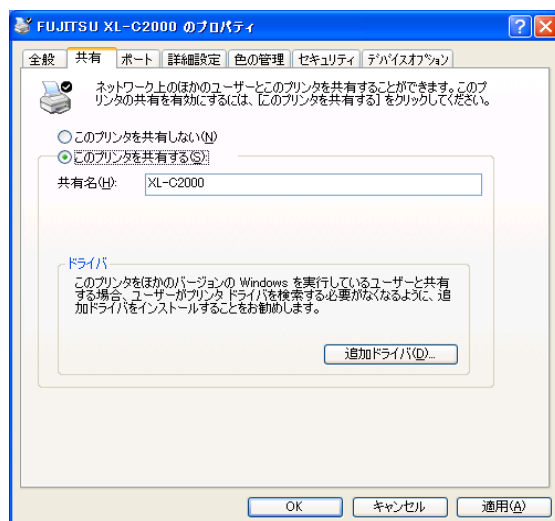 FUJITSU XL-C2000 のプロパティ
全般 共有 ポート 詳細設定 色の管理 セキュリティ デバイスオプション
ネットワーク上のほかのユーザーとこのプリンタを共有することができます。このプ
リンタの共有を有効にするには、[このプリンタを共有する] をクリックしてください。
このプリンタを共有しない(N)
このプリンタを共有する(S):
共有名(H): XL-C2000
ドライバ
このプリンタをほかのバージョンの Windows を実行しているユーザーと共有
する場合、ユーザーがプリンタ ドライバを検索する必要がなくなるように、追
加ドライバをインストールすることをお勧めします。
追加ドライバ(D)...
OK キャンセル 適用(A)